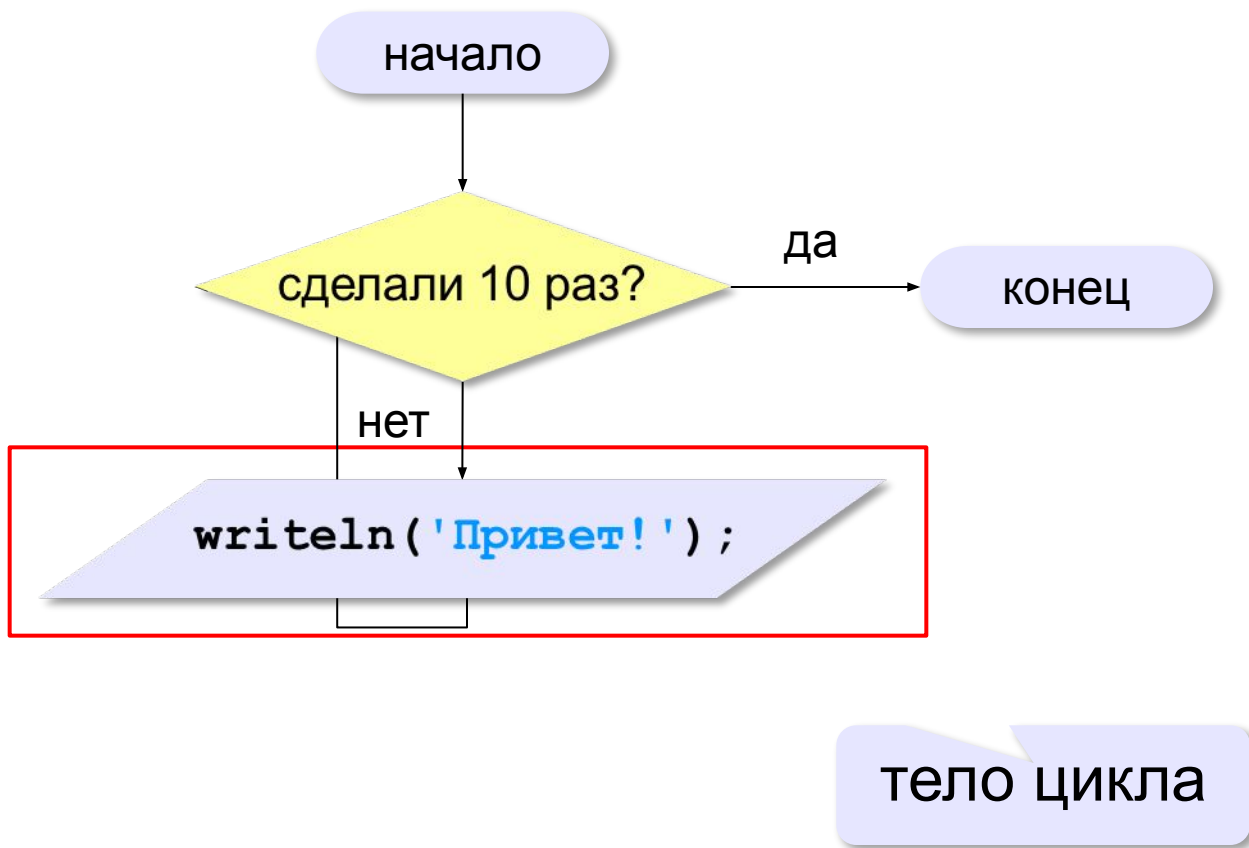 начало
сделали 10 раз?
да
конец
нет
writeln('Привет!');
тело цикла